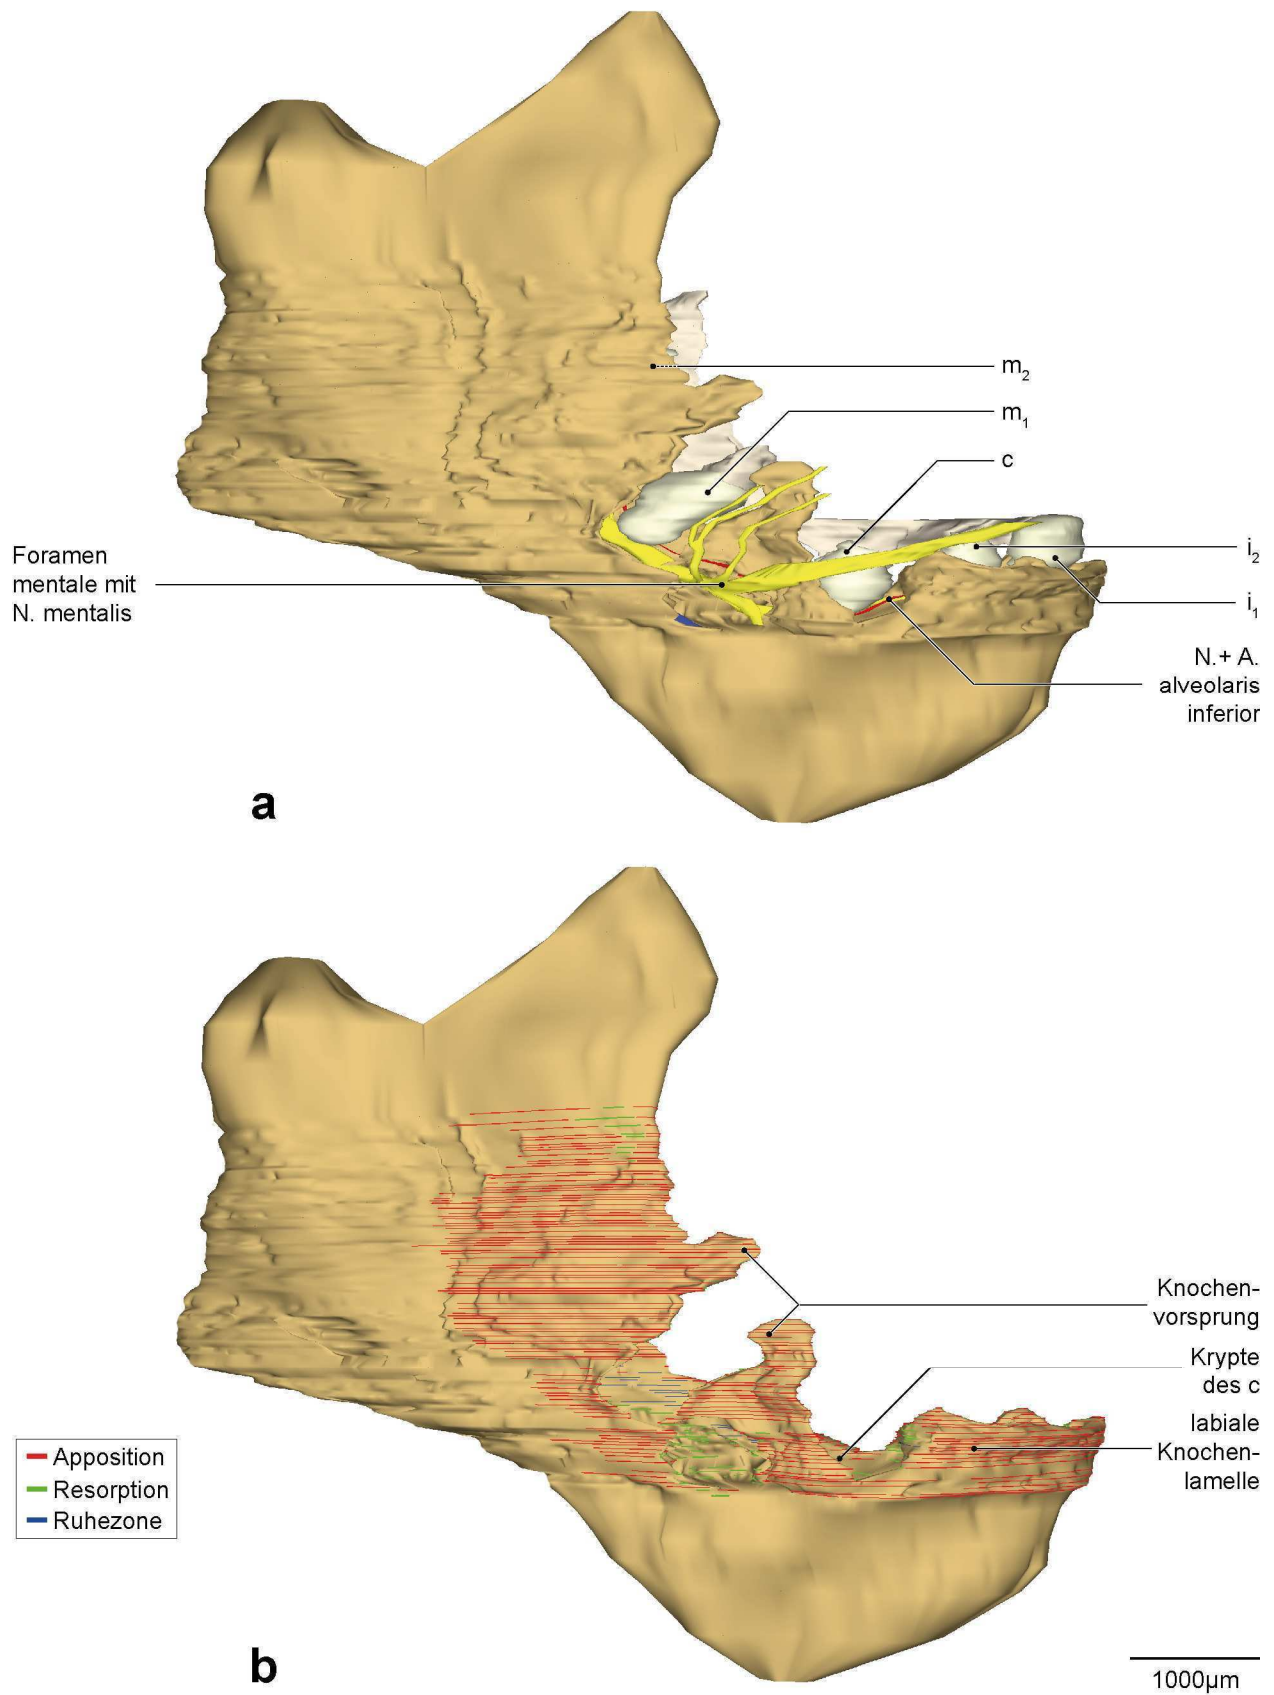 m₂
m₁
c
Foramen
mentale mit
N. mentalis
i₂
i₁
N.+ A.
alveolaris
inferior
a
Knochen-
vorsprung
Krypte
des c
labiale
Knochen-
lamelle
Apposition
Resorption
Ruhezone
b
1000µm